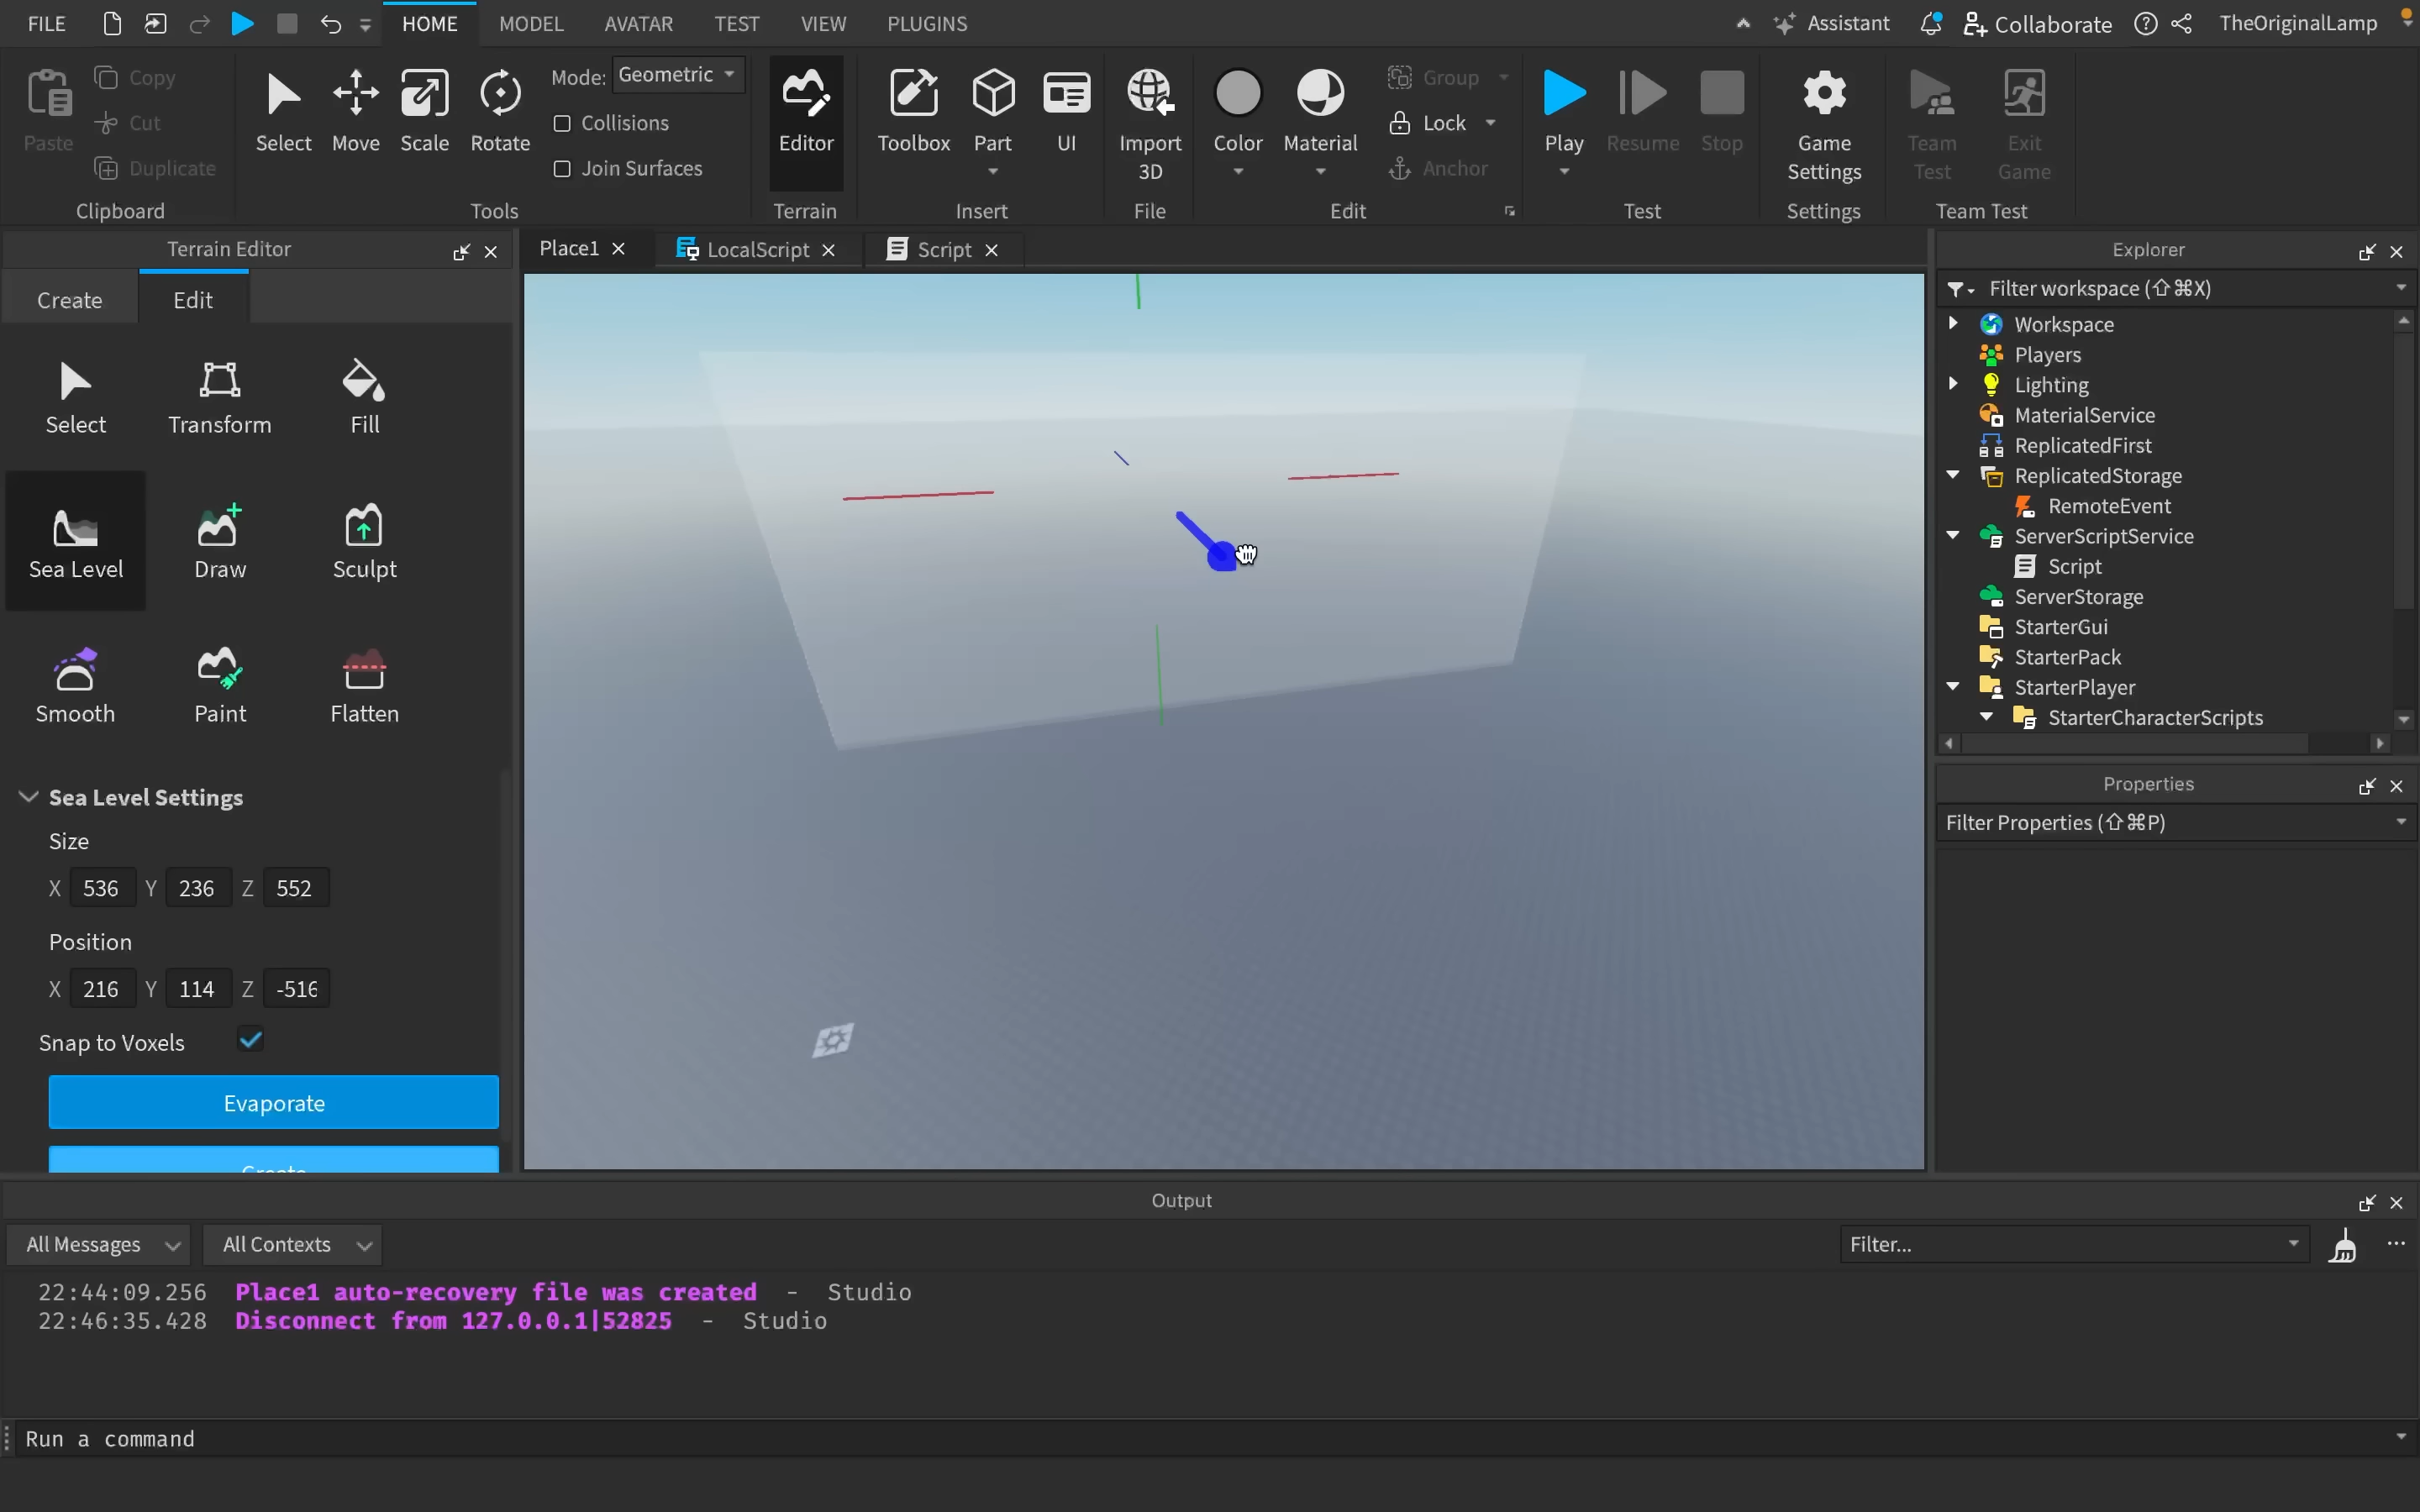 FILE
HOME
MODEL
AVATAR
TEST
VIEW
PLUGINS
Assistant
Collaborate
TheOriginalLamp
Paste
Copy
Cut
Duplicate
Clipboard
Select
Move
Scale
Rotate
Mode: Geometric
Collisions
Join Surfaces
Tools
Editor
Terrain
Toolbox
Part
UI
Insert
Import
3D
File
Color
Material
Group
Lock
Anchor
Edit
Play
Resume
Stop
Test
Game
Settings
Settings
Team
Test
Exit
Game
Team Test
Terrain Editor
Create
Edit
Select
Transform
Fill
Sea Level
Draw
Sculpt
Smooth
Paint
Flatten
Sea Level Settings
Size
X 536 Y 236 Z 552
Position
X 216 Y 114 Z -516
Snap to Voxels
Evaporate
Create
Place1
LocalScript
Script
Explorer
Filter workspace (⇧⌘X)
Workspace
Players
Lighting
MaterialService
ReplicatedFirst
ReplicatedStorage
RemoteEvent
ServerScriptService
Script
ServerStorage
StarterGui
StarterPack
StarterPlayer
StarterCharacterScripts
Properties
Filter Properties (⇧⌘P)
Output
All Messages
All Contexts
Filter...
22:44:09.256 Place1 auto-recovery file was created - Studio
22:46:35.428 Disconnect from 127.0.0.1|52825 - Studio
Run a command